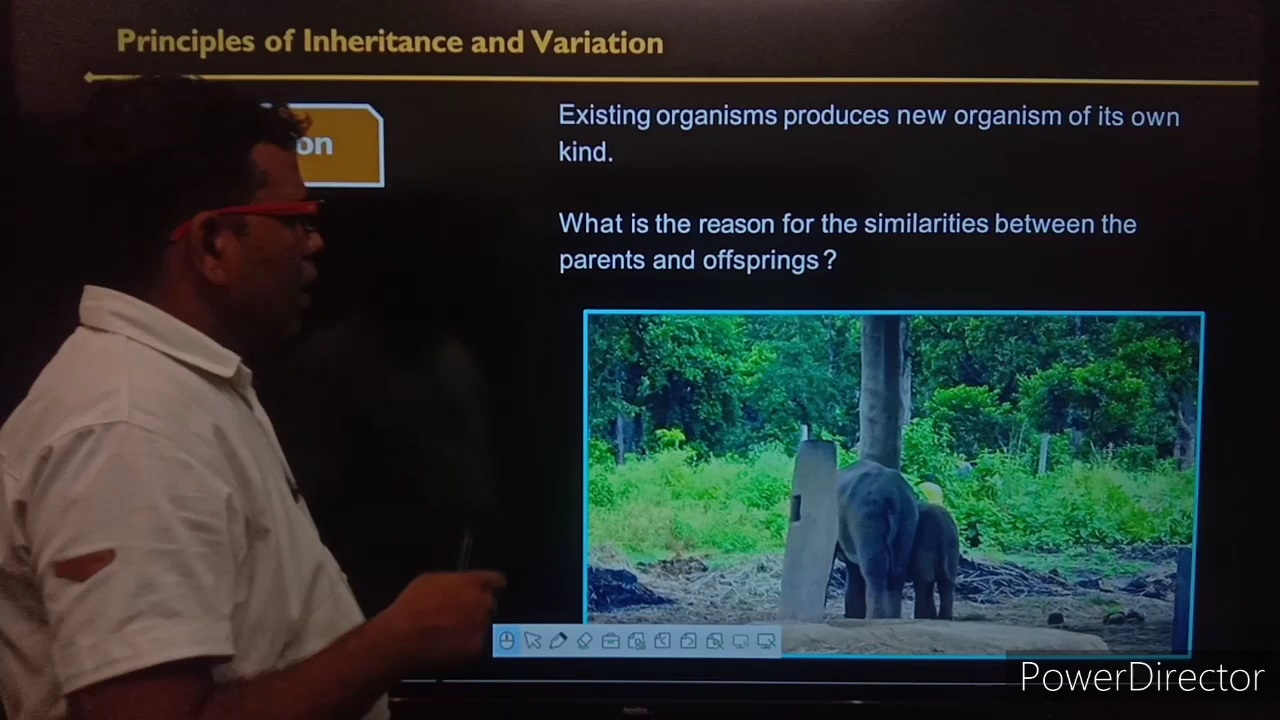 Principles of Inheritance and Variation
on
Existing organisms produces new organism of its own
kind.
What is the reason for the similarities between the
parents and offsprings ?
PowerDirector